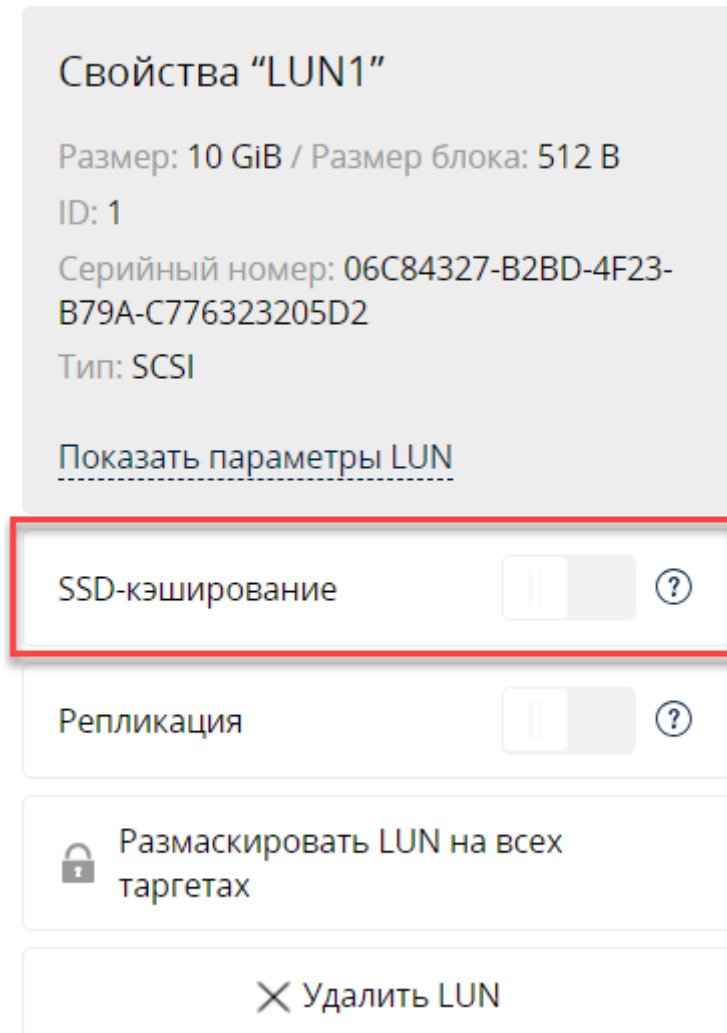 Свойства “LUN1”
Размер: 10 GiB / Размер блока: 512 B
ID: 1
Серийный номер: 06C84327-B2BD-4F23-
B79A-C776323205D2
Тип: SCSI
Показать параметры LUN
SSD-кэширование
Репликация
Размаскировать LUN на всех
таргетах
Удалить LUN